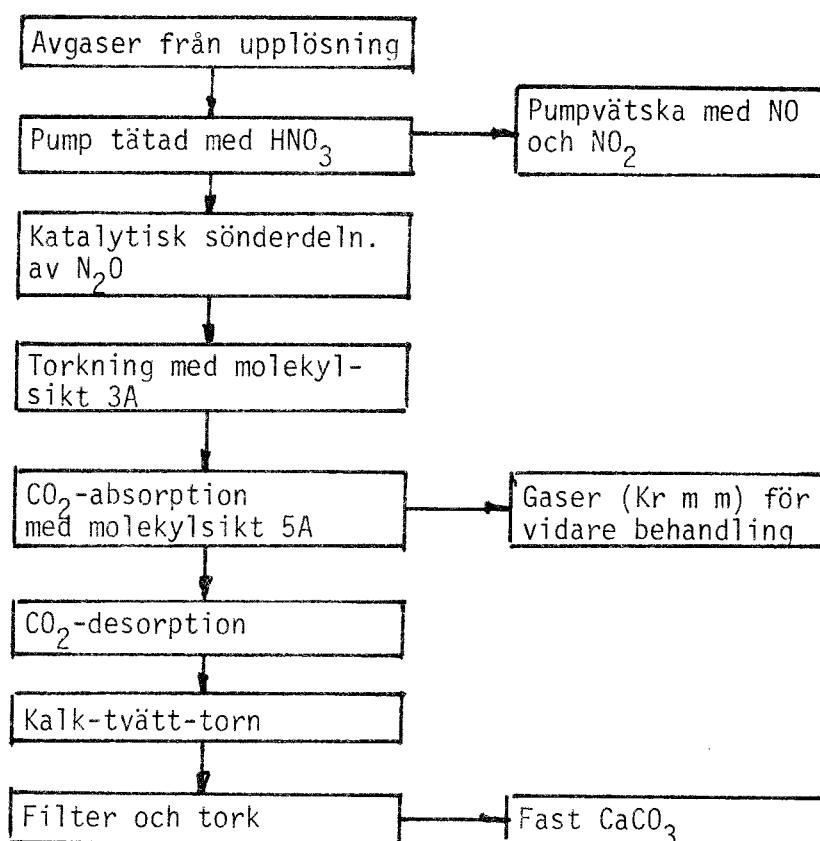 Avgaser från upplösning
Pump tätad med HNO3
Pumpvätska med NO
och NO2
Katalytisk sönderdeln.
av N2O
Torkning med molekyl-
sikt 3A
CO2-absorption
med molekylsikt 5A
Gaser (Kr m m) för
vidare behandling
CO2-desorption
Kalk-tvätt-torn
Filter och tork
Fast CaCO3